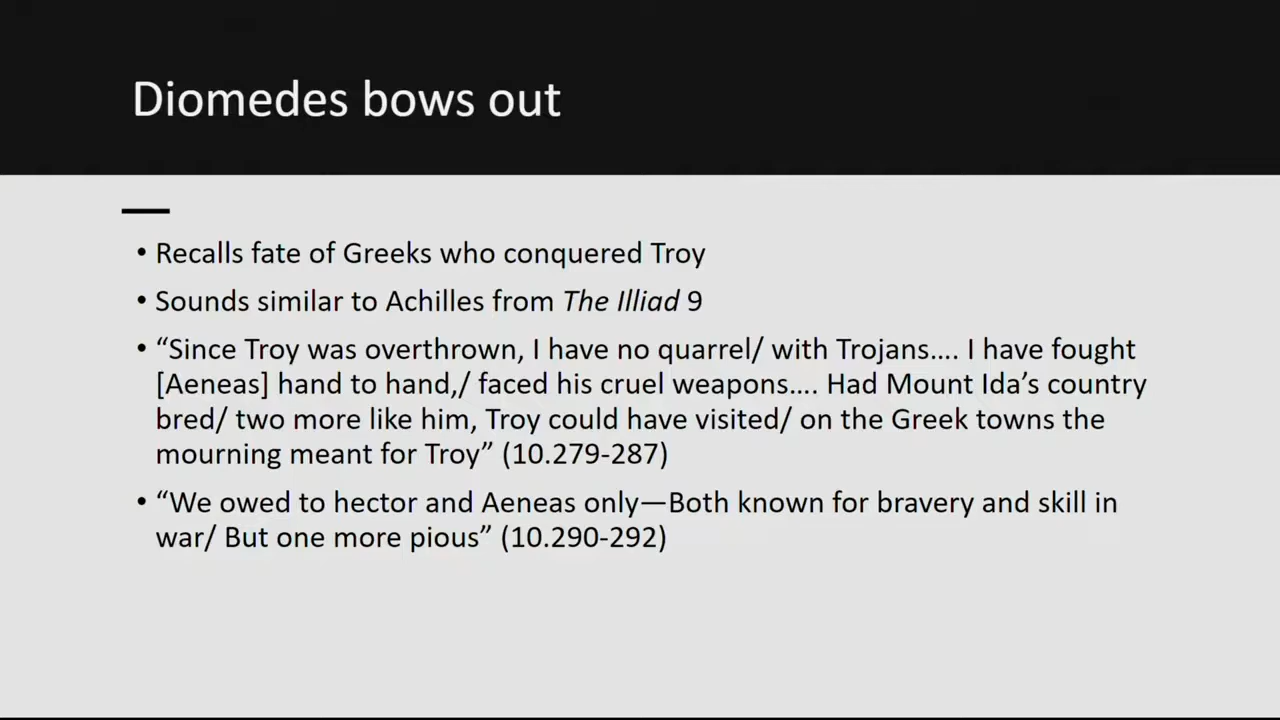 Diomedes bows out
• Recalls fate of Greeks who conquered Troy
• Sounds similar to Achilles from The Illiad 9
• “Since Troy was overthrown, I have no quarrel/ with Trojans.... I have fought
[Aeneas] hand to hand,/ faced his cruel weapons.... Had Mount Ida’s country
bred/ two more like him, Troy could have visited/ on the Greek towns the
mourning meant for Troy” (10.279-287)
• “We owed to hector and Aeneas only—Both known for bravery and skill in
war/ But one more pious” (10.290-292)